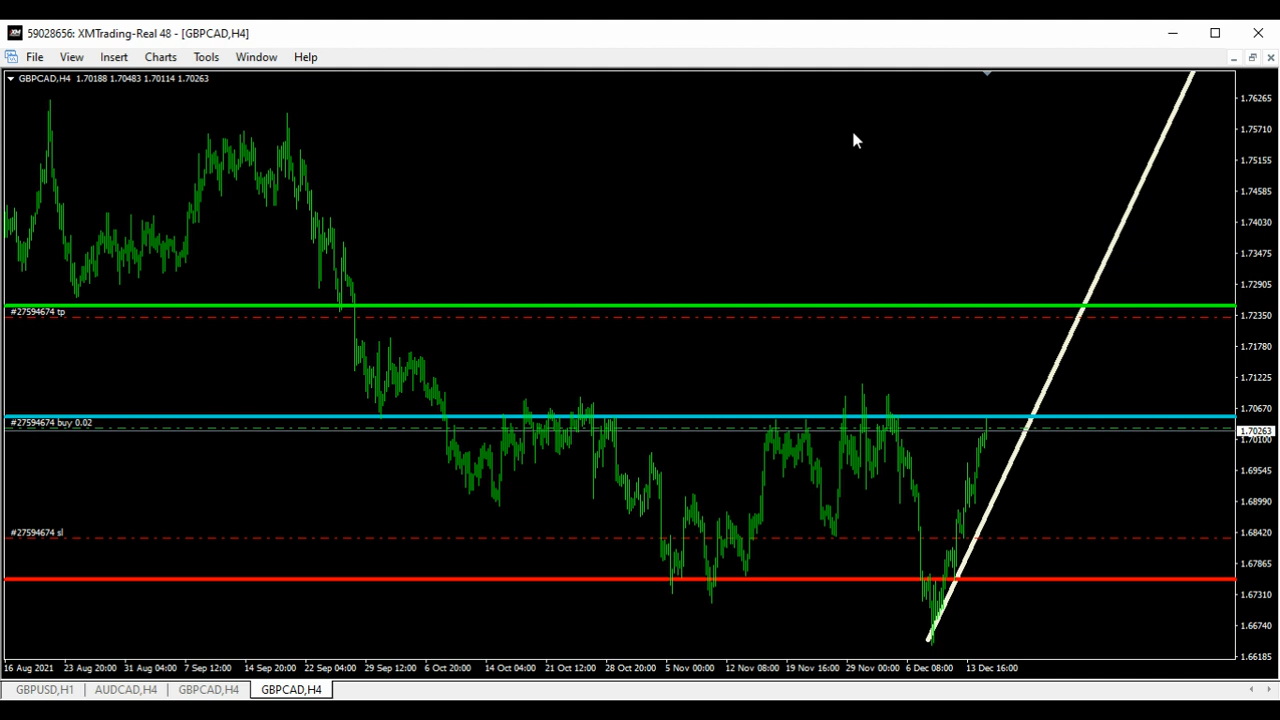 59028656: XMTrading-Real 48 - [GBPCAD,H4]
File View Insert Charts Tools Window Help
GBPCAD,H4 1.70188 1.70483 1.70114 1.70263
1.76265
1.75710
1.75155
1.74585
1.74030
1.73475
1.72905
#27594674 tp
1.72350
1.71780
1.71225
1.70670
#27594674 buy 0.02
1.70263
1.70100
1.69545
1.68990
#27594674 sl
1.68420
1.67865
1.67310
1.66740
1.66185
16 Aug 2021 23 Aug 20:00 31 Aug 04:00 7 Sep 12:00 14 Sep 20:00 22 Sep 04:00 29 Sep 12:00 6 Oct 20:00 14 Oct 04:00 21 Oct 12:00 28 Oct 20:00 5 Nov 00:00 12 Nov 08:00 19 Nov 16:00 29 Nov 00:00 6 Dec 08:00 13 Dec 16:00
GBPUSD,H1 AUDCAD,H4 GBPCAD,H4 GBPCAD,H4